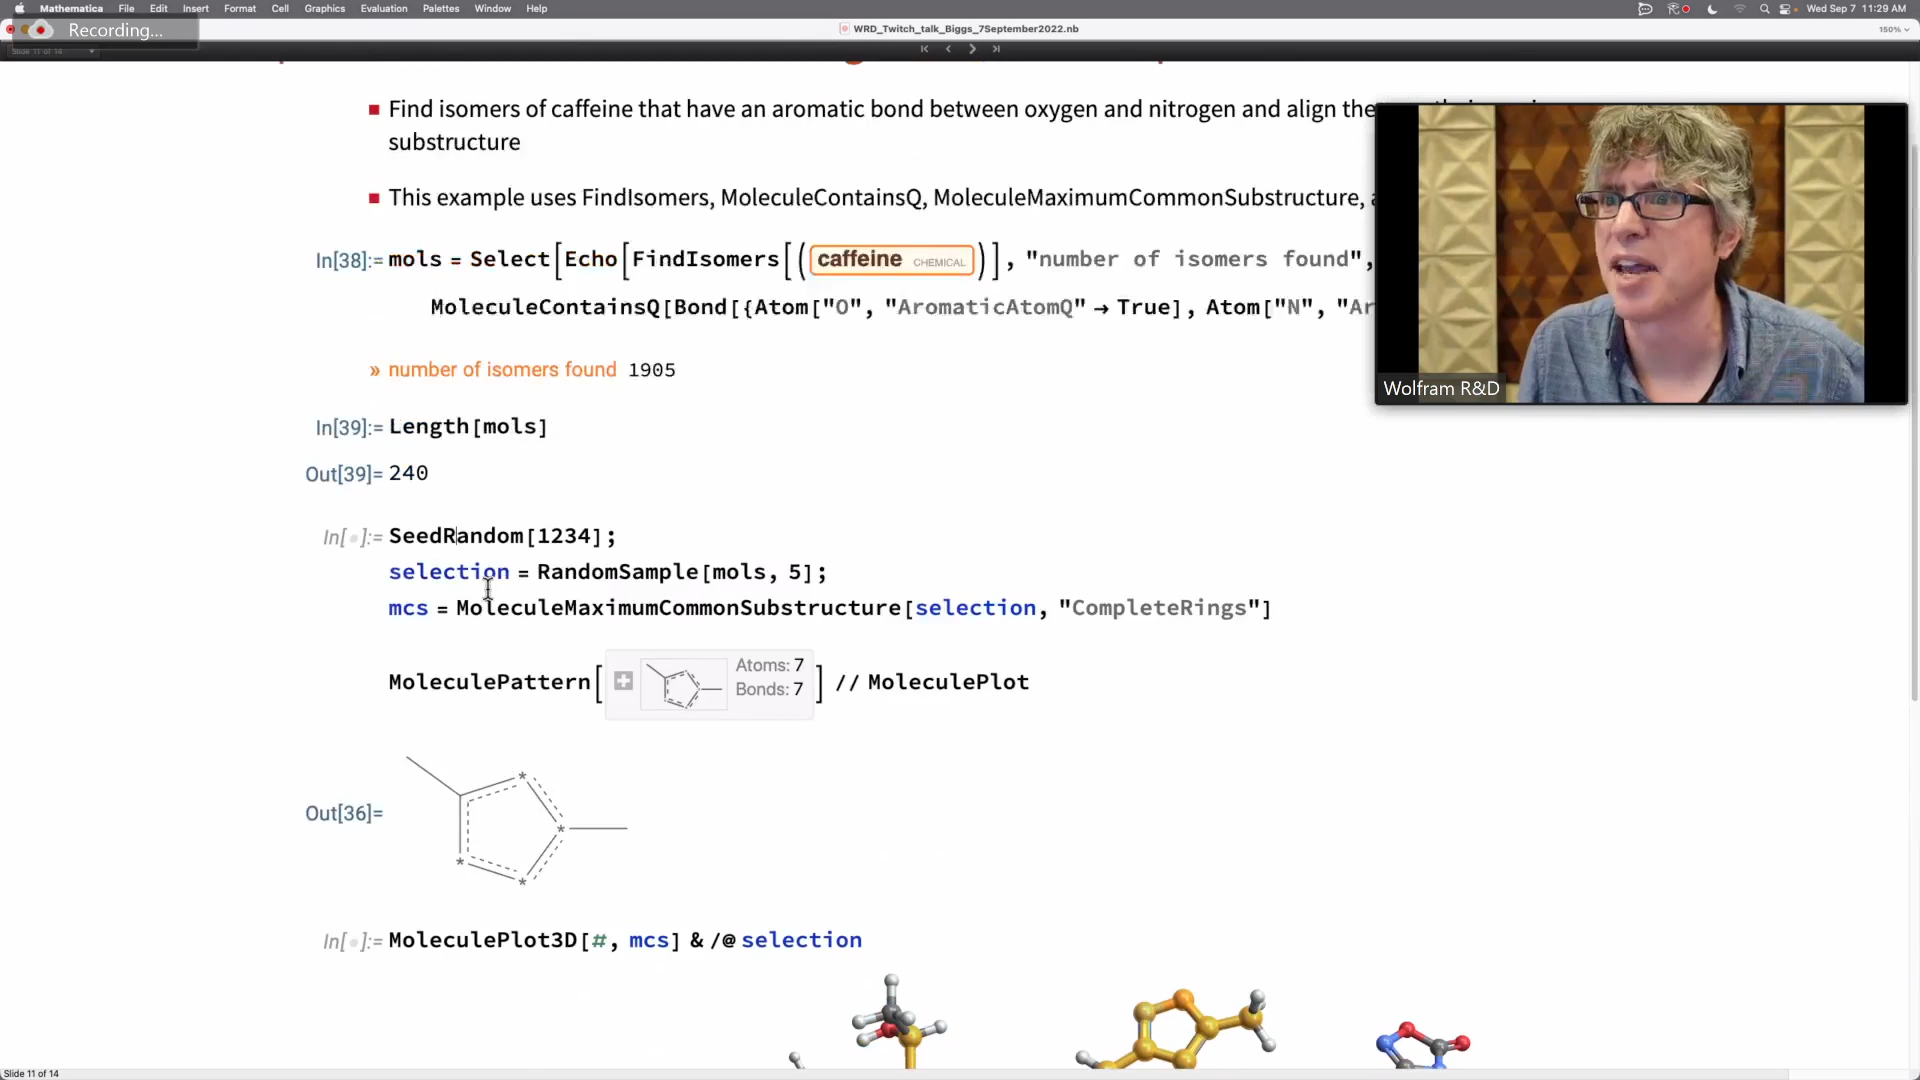 Mathematica File Edit Insert Format Cell Graphics Evaluation Palettes Window Help Wed Sep 7 11:29 AM
Recording...
WRD_Twitch_talk_Biggs_7September2022.nb
150%
Slide 11 of 14
Find isomers of caffeine that have an aromatic bond between oxygen and nitrogen and align the
substructure
This example uses FindIsomers, MoleculeContainsQ, MoleculeMaximumCommonSubstructure,
In[38]:= mols = Select[Echo[FindIsomers[(caffeine CHEMICAL)], "number of isomers found",
MoleculeContainsQ[Bond[{Atom["O", "AromaticAtomQ" → True], Atom["N", "Ar
» number of isomers found 1905
Wolfram R&D
In[39]:= Length[mols]
Out[39]= 240
In[ ]:= SeedRandom[1234];
selection = RandomSample[mols, 5];
mcs = MoleculeMaximumCommonSubstructure[selection, "CompleteRings"]
MoleculePattern[ Atoms: 7
Bonds: 7 ] // MoleculePlot
Out[36]=
* * * *
In[ ]:= MoleculePlot3D[#, mcs] & /@ selection
Slide 11 of 14